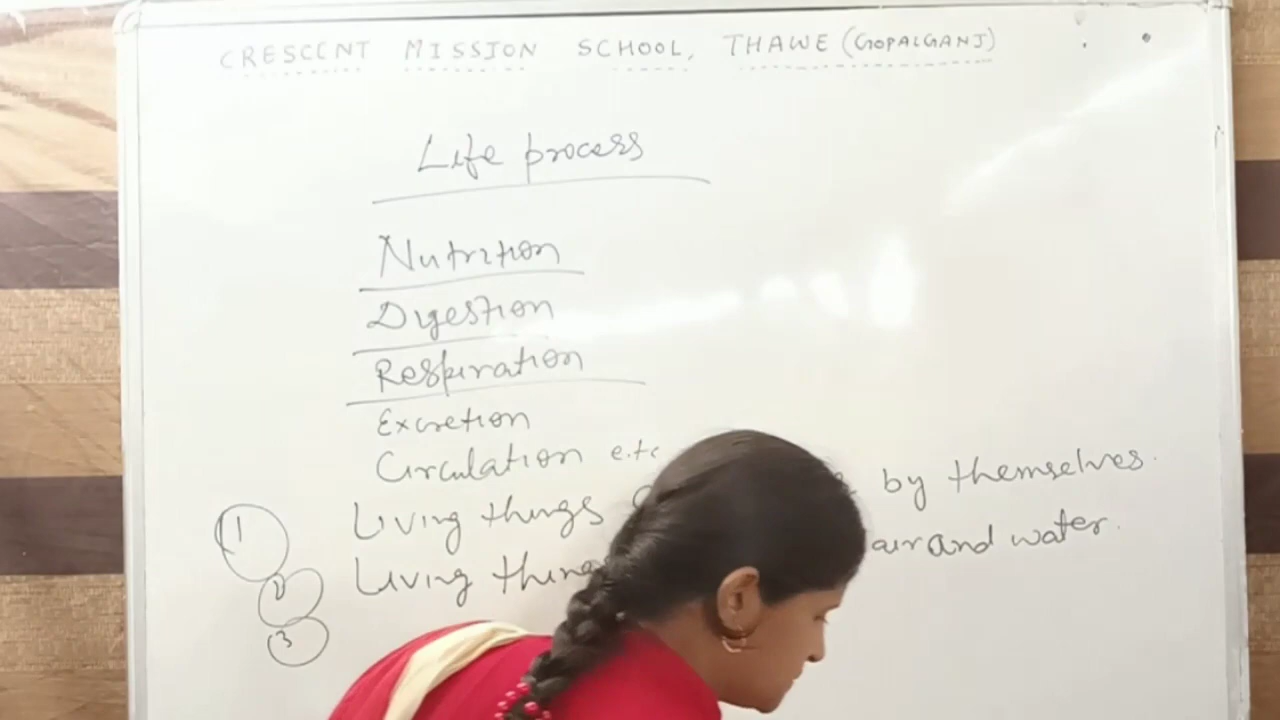 CRESCENT MISSION SCHOOL, THAWE (GOPALGANJ)
Life process
Nutrition
Digestion
Respiration
Excretion
Circulation etc
1 Living things by themselves.
2 Living things air and water.
3